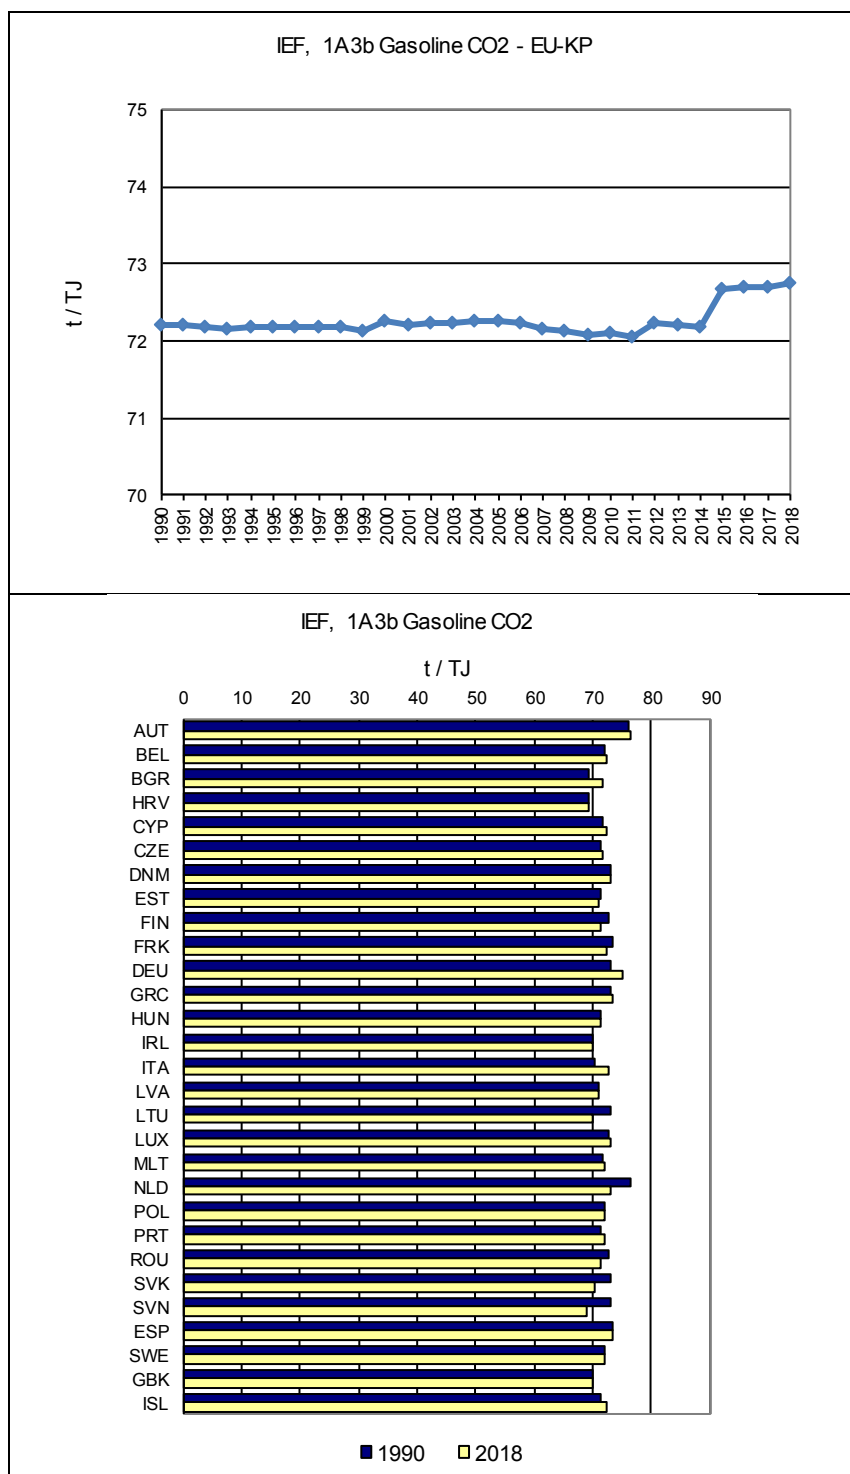 IEF, 1A3b Gasoline CO2 - EU-KP
75
74
73
72
71
70
t / TJ
1990 1991 1992 1993 1994 1995 1996 1997 1998 1999 2000 2001 2002 2003 2004 2005 2006 2007 2008 2009 2010 2011 2012 2013 2014 2015 2016 2017 2018
IEF, 1A3b Gasoline CO2
t / TJ
0 10 20 30 40 50 60 70 80 90
AUT
BEL
BGR
HRV
CYP
CZE
DNM
EST
FIN
FRK
DEU
GRC
HUN
IRL
ITA
LVA
LTU
LUX
MLT
NLD
POL
PRT
ROU
SVK
SVN
ESP
SWE
GBK
ISL
1990 2018